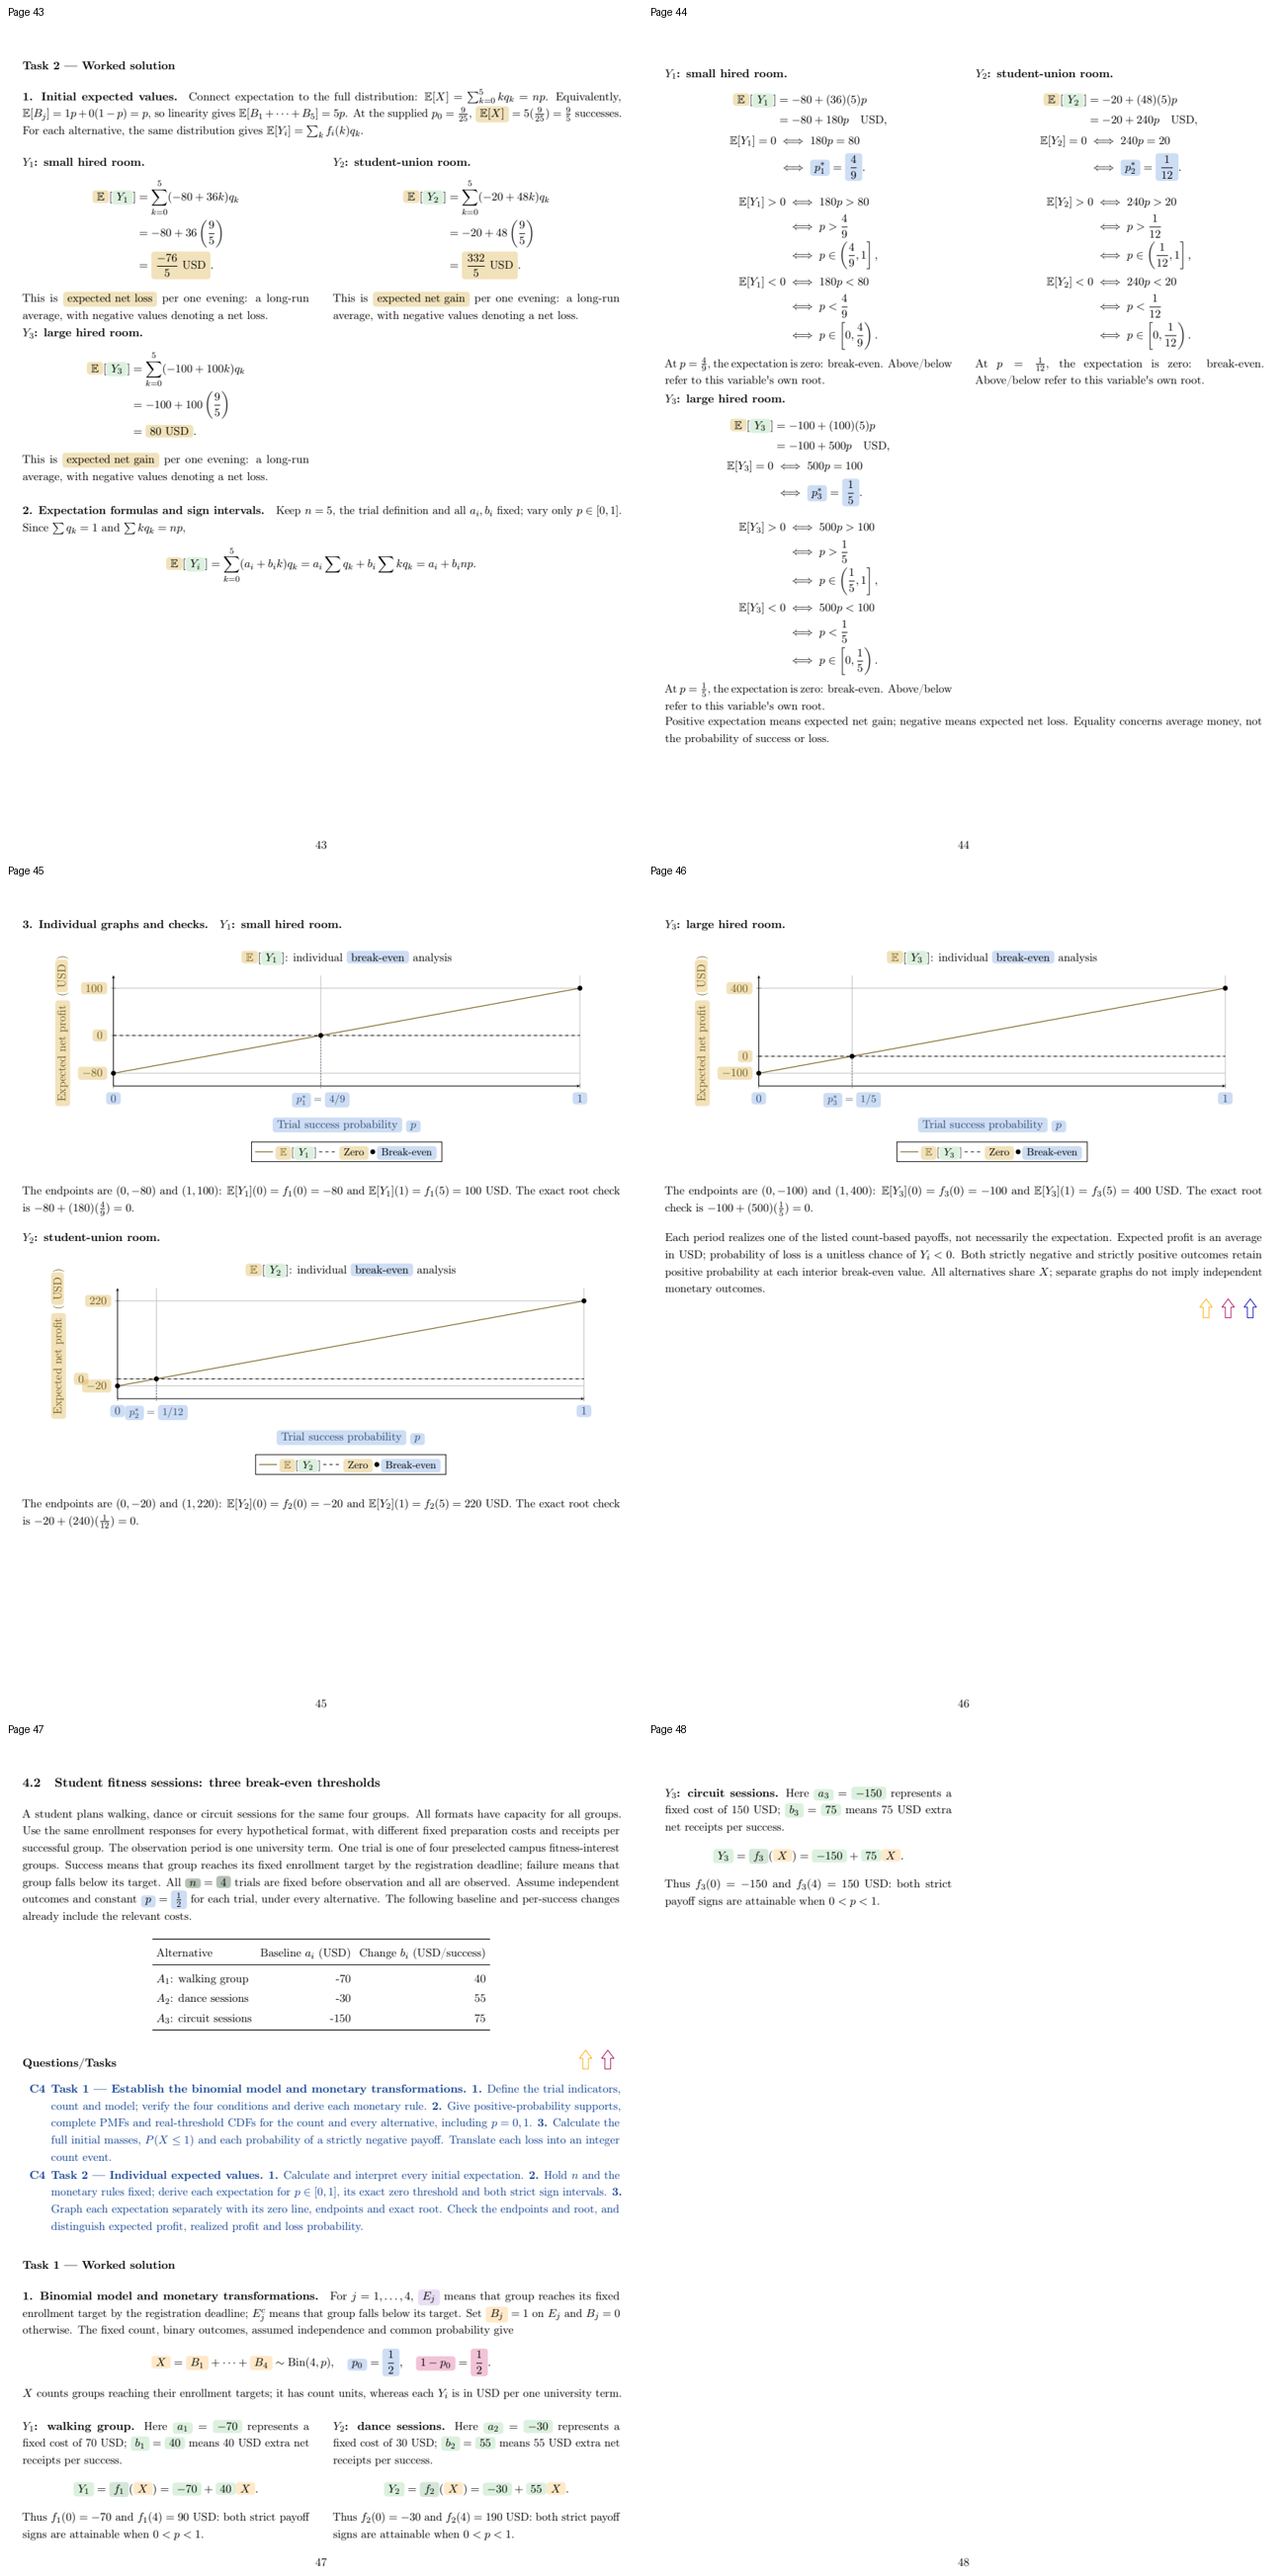 Page 43
Task 2 — Worked solution
1. Initial expected values. Connect expectation to the full distribution: 𝔼[X] = ∑_{k=0}^{5} kq_k = np. Equivalently,
𝔼[B_j] = 1p + 0(1 − p) = p, so linearity gives 𝔼[B_1 + ⋯ + B_5] = 5p. At the supplied p_0 = 9/25, 𝔼[X] = 5(9/25) = 9/5 successes.
For each alternative, the same distribution gives 𝔼[Y_i] = ∑_k f_i(k)q_k.
Y_1: small hired room.
𝔼[ Y_1 ] = ∑_{k=0}^{5} (−80 + 36k)q_k
= −80 + 36 (9/5)
= −76/5 USD.
This is expected net loss per one evening: a long-run
average, with negative values denoting a net loss.
Y_2: student-union room.
𝔼[ Y_2 ] = ∑_{k=0}^{5} (−20 + 48k)q_k
= −20 + 48 (9/5)
= 332/5 USD.
This is expected net gain per one evening: a long-run
average, with negative values denoting a net loss.
Y_3: large hired room.
𝔼[ Y_3 ] = ∑_{k=0}^{5} (−100 + 100k)q_k
= −100 + 100 (9/5)
= 80 USD.
This is expected net gain per one evening: a long-run
average, with negative values denoting a net loss.
2. Expectation formulas and sign intervals. Keep n = 5, the trial definition and all a_i, b_i fixed; vary only p ∈ [0, 1].
Since ∑ q_k = 1 and ∑ kq_k = np,
𝔼[ Y_i ] = ∑_{k=0}^{5} (a_i + b_i k)q_k = a_i ∑ q_k + b_i ∑ kq_k = a_i + b_i np.
43
Page 44
Y_1: small hired room.
𝔼[ Y_1 ] = −80 + (36)(5)p
= −80 + 180p USD,
𝔼[Y_1] = 0 ⟺ 180p = 80
⟺ p_1^* = 4/9.
𝔼[Y_1] > 0 ⟺ 180p > 80
⟺ p > 4/9
⟺ p ∈ (4/9, 1],
𝔼[Y_1] < 0 ⟺ 180p < 80
⟺ p < 4/9
⟺ p ∈ [0, 4/9).
At p = 4/9, the expectation is zero: break-even. Above/below
refer to this variable's own root.
Y_2: student-union room.
𝔼[ Y_2 ] = −20 + (48)(5)p
= −20 + 240p USD,
𝔼[Y_2] = 0 ⟺ 240p = 20
⟺ p_2^* = 1/12.
𝔼[Y_2] > 0 ⟺ 240p > 20
⟺ p > 1/12
⟺ p ∈ (1/12, 1],
𝔼[Y_2] < 0 ⟺ 240p < 20
⟺ p < 1/12
⟺ p ∈ [0, 1/12).
At p = 1/12, the expectation is zero: break-even.
Above/below refer to this variable's own root.
Y_3: large hired room.
𝔼[ Y_3 ] = −100 + (100)(5)p
= −100 + 500p USD,
𝔼[Y_3] = 0 ⟺ 500p = 100
⟺ p_3^* = 1/5.
𝔼[Y_3] > 0 ⟺ 500p > 100
⟺ p > 1/5
⟺ p ∈ (1/5, 1],
𝔼[Y_3] < 0 ⟺ 500p < 100
⟺ p < 1/5
⟺ p ∈ [0, 1/5).
At p = 1/5, the expectation is zero: break-even. Above/below
refer to this variable's own root.
Positive expectation means expected net gain; negative means expected net loss. Equality concerns average money, not
the probability of success or loss.
44
Page 45
3. Individual graphs and checks. Y_1: small hired room.
𝔼[ Y_1 ]: individual break-even analysis
Expected net profit (USD)
100
0
−80
0
p_1^* = 4/9
1
Trial success probability p
𝔼[ Y_1 ] Zero Break-even
The endpoints are (0, −80) and (1, 100): 𝔼[Y_1](0) = f_1(0) = −80 and 𝔼[Y_1](1) = f_1(5) = 100 USD. The exact root check
is −80 + (180)(4/9) = 0.
Y_2: student-union room.
𝔼[ Y_2 ]: individual break-even analysis
Expected net profit (USD)
220
0
−20
0
p_2^* = 1/12
1
Trial success probability p
𝔼[ Y_2 ] Zero Break-even
The endpoints are (0, −20) and (1, 220): 𝔼[Y_2](0) = f_2(0) = −20 and 𝔼[Y_2](1) = f_2(5) = 220 USD. The exact root check
is −20 + (240)(1/12) = 0.
45
Page 46
Y_3: large hired room.
𝔼[ Y_3 ]: individual break-even analysis
Expected net profit (USD)
400
0
−100
0
p_3^* = 1/5
1
Trial success probability p
𝔼[ Y_3 ] Zero Break-even
The endpoints are (0, −100) and (1, 400): 𝔼[Y_3](0) = f_3(0) = −100 and 𝔼[Y_3](1) = f_3(5) = 400 USD. The exact root
check is −100 + (500)(1/5) = 0.
Each period realizes one of the listed count-based payoffs, not necessarily the expectation. Expected profit is an average
in USD; probability of loss is a unitless chance of Y_i < 0. Both strictly negative and strictly positive outcomes retain
positive probability at each interior break-even value. All alternatives share X; separate graphs do not imply independent
monetary outcomes.
46
Page 47
4.2 Student fitness sessions: three break-even thresholds
A student plans walking, dance or circuit sessions for the same four groups. All formats have capacity for all groups.
Use the same enrollment responses for every hypothetical format, with different fixed preparation costs and receipts per
successful group. The observation period is one university term. One trial is one of four preselected campus fitness-interest
groups. Success means that group reaches its fixed enrollment target by the registration deadline; failure means that
group falls below its target. All n = 4 trials are fixed before observation and all are observed. Assume independent
outcomes and constant p = 1/2 for each trial, under every alternative. The following baseline and per-success changes
already include the relevant costs.
Alternative Baseline a_i (USD) Change b_i (USD/success)
A_1: walking group -70 40
A_2: dance sessions -30 55
A_3: circuit sessions -150 75
Questions/Tasks
C4 Task 1 — Establish the binomial model and monetary transformations. 1. Define the trial indicators,
count and model; verify the four conditions and derive each monetary rule. 2. Give positive-probability supports,
complete PMFs and real-threshold CDFs for the count and every alternative, including p = 0, 1. 3. Calculate the
full initial masses, P(X ≤ 1) and each probability of a strictly negative payoff. Translate each loss into an integer
count event.
C4 Task 2 — Individual expected values. 1. Calculate and interpret every initial expectation. 2. Hold n and the
monetary rules fixed; derive each expectation for p ∈ [0, 1], its exact zero threshold and both strict sign intervals. 3.
Graph each expectation separately with its zero line, endpoints and exact root. Check the endpoints and root, and
distinguish expected profit, realized profit and loss probability.
Task 1 — Worked solution
1. Binomial model and monetary transformations. For j = 1, . . . , 4, E_j means that group reaches its fixed
enrollment target by the registration deadline; E_j^c means that group falls below its target. Set B_j = 1 on E_j and B_j = 0
otherwise. The fixed count, binary outcomes, assumed independence and common probability give
X = B_1 + ⋯ + B_4 ∼ Bin(4, p), p_0 = 1/2, 1 − p_0 = 1/2.
X counts groups reaching their enrollment targets; it has count units, whereas each Y_i is in USD per one university term.
Y_1: walking group. Here a_1 = −70 represents a
fixed cost of 70 USD; b_1 = 40 means 40 USD extra net
receipts per success.
Y_1 = f_1( X ) = −70 + 40 X.
Thus f_1(0) = −70 and f_1(4) = 90 USD: both strict payoff
signs are attainable when 0 < p < 1.
Y_2: dance sessions. Here a_2 = −30 represents a
fixed cost of 30 USD; b_2 = 55 means 55 USD extra net
receipts per success.
Y_2 = f_2( X ) = −30 + 55 X.
Thus f_2(0) = −30 and f_2(4) = 190 USD: both strict payoff
signs are attainable when 0 < p < 1.
47
Page 48
Y_3: circuit sessions. Here a_3 = −150 represents a
fixed cost of 150 USD; b_3 = 75 means 75 USD extra
net receipts per success.
Y_3 = f_3( X ) = −150 + 75 X.
Thus f_3(0) = −150 and f_3(4) = 150 USD: both strict
payoff signs are attainable when 0 < p < 1.
48